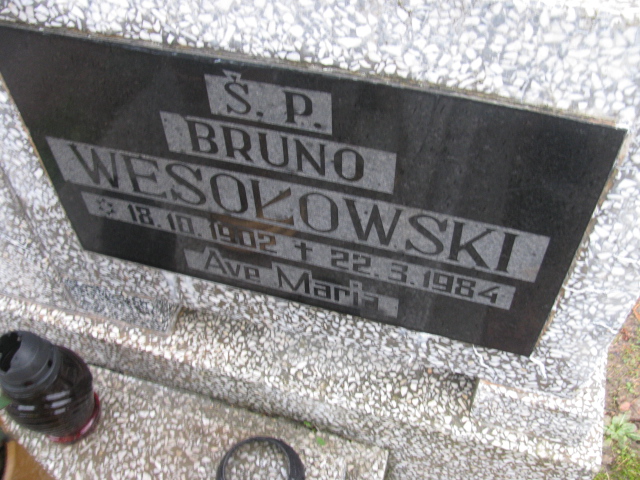 Ś. P.
BRUNO
WESOŁOWSKI
* 18.10.1902 † 22.3.1984
Ave Maria